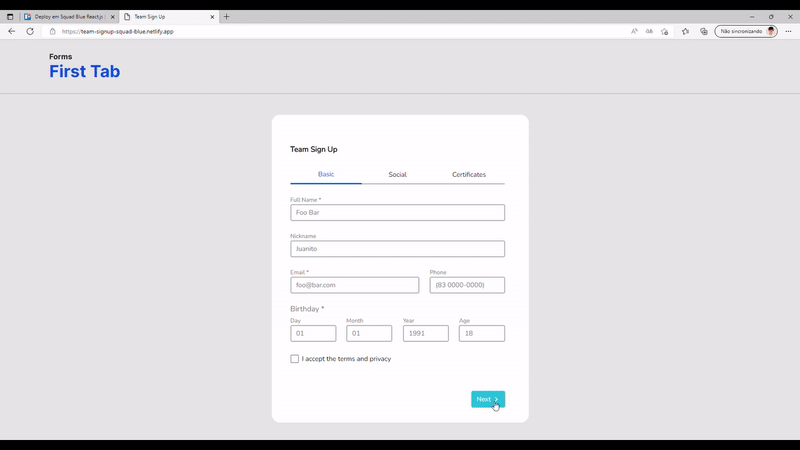 Deploy em Squad Blue React.js |
Team Sign Up
https://team-signup-squad-blue.netlify.app
Não sincronizando
Forms
First Tab
Team Sign Up
Basic Social Certificates
Full Name *
Foo Bar
Nickname
Juanito
Email * Phone
foo@bar.com (83 0000-0000)
Birthday *
Day Month Year Age
01 01 1991 18
I accept the terms and privacy
Next